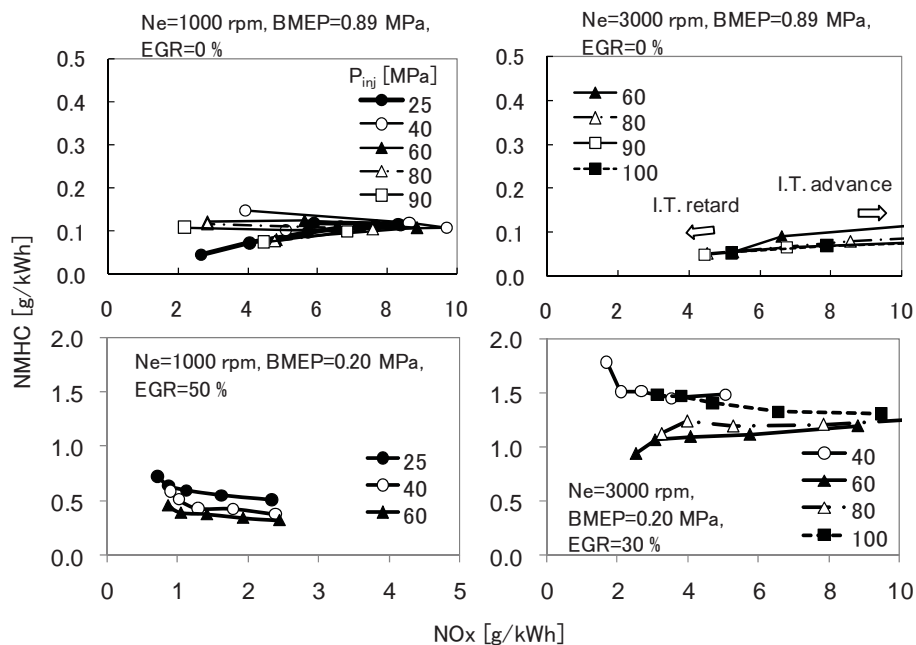 Ne=1000 rpm, BMEP=0.89 MPa,
EGR=0 %
P_inj [MPa]
25
40
60
80
90
0.5
0.4
0.3
0.2
0.1
0.0
0 2 4 6 8 10
Ne=3000 rpm, BMEP=0.89 MPa,
EGR=0 %
60
80
90
100
I.T. retard
I.T. advance
0.5
0.4
0.3
0.2
0.1
0.0
0 2 4 6 8 10
NMHC [g/kWh]
Ne=1000 rpm, BMEP=0.20 MPa,
EGR=50 %
25
40
60
2.0
1.5
1.0
0.5
0.0
0 1 2 3 4 5
2.0
1.5
1.0
0.5
0.0
Ne=3000 rpm,
BMEP=0.20 MPa,
EGR=30 %
40
60
80
100
0 2 4 6 8 10
NOx [g/kWh]